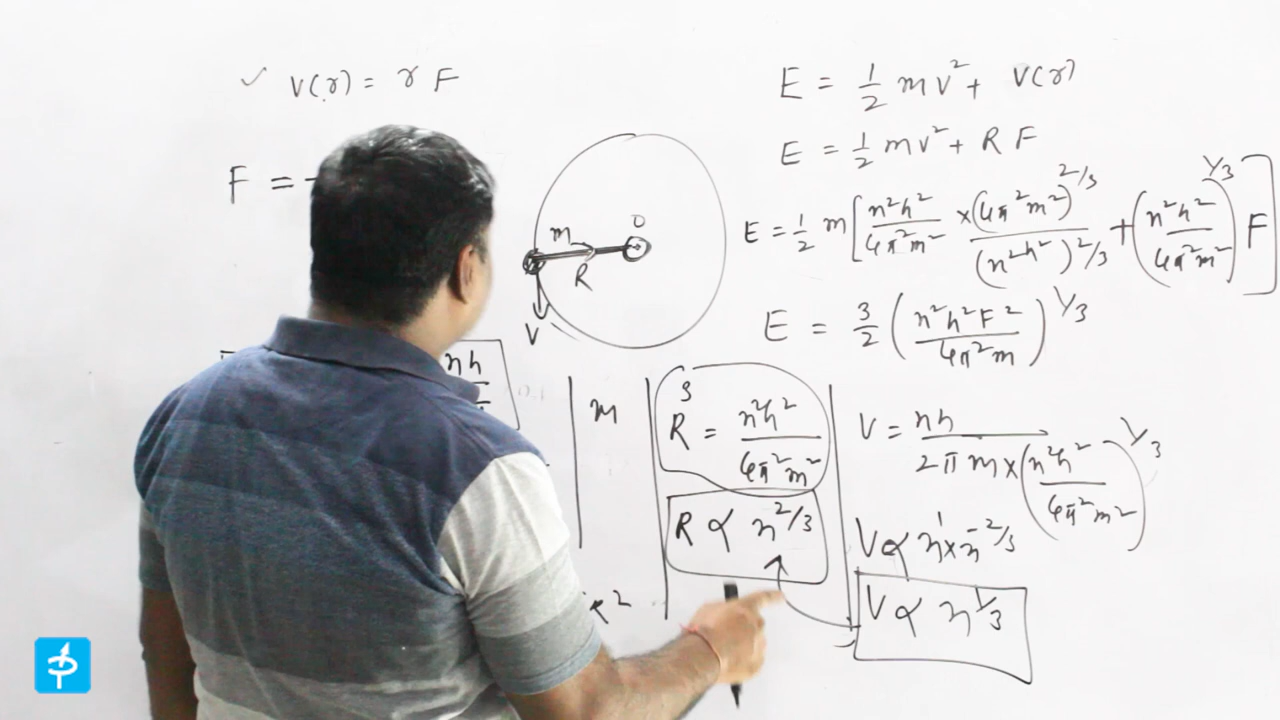 ✓ V(r) = r F
F = -
O
m
R
V
nh
m
R³ = n²h² / 4π²m²
R ∝ n^2/3
E = 1/2 mv² + V(r)
E = 1/2 mv² + R F
E = 1/2 m [ n²h² / 4π²m² × (4π²m²)^2/3 / (n²h²)^2/3 + ( n²h² / 4π²m² )^1/3 F ]
E = 3/2 ( n²h²F² / 4π²m )^1/3
V = nh / 2πm × ( n²h² / 4π²m² )^1/3
V ∝ n¹ × n^-2/3
V ∝ n^1/3